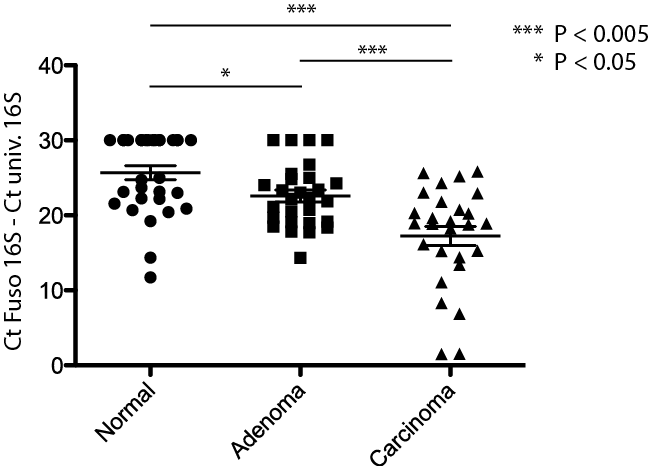 ***
*** P < 0.005
***
* P < 0.05
*
Ct Fuso 16S - Ct univ. 16S
40
30
20
10
0
Normal
Adenoma
Carcinoma